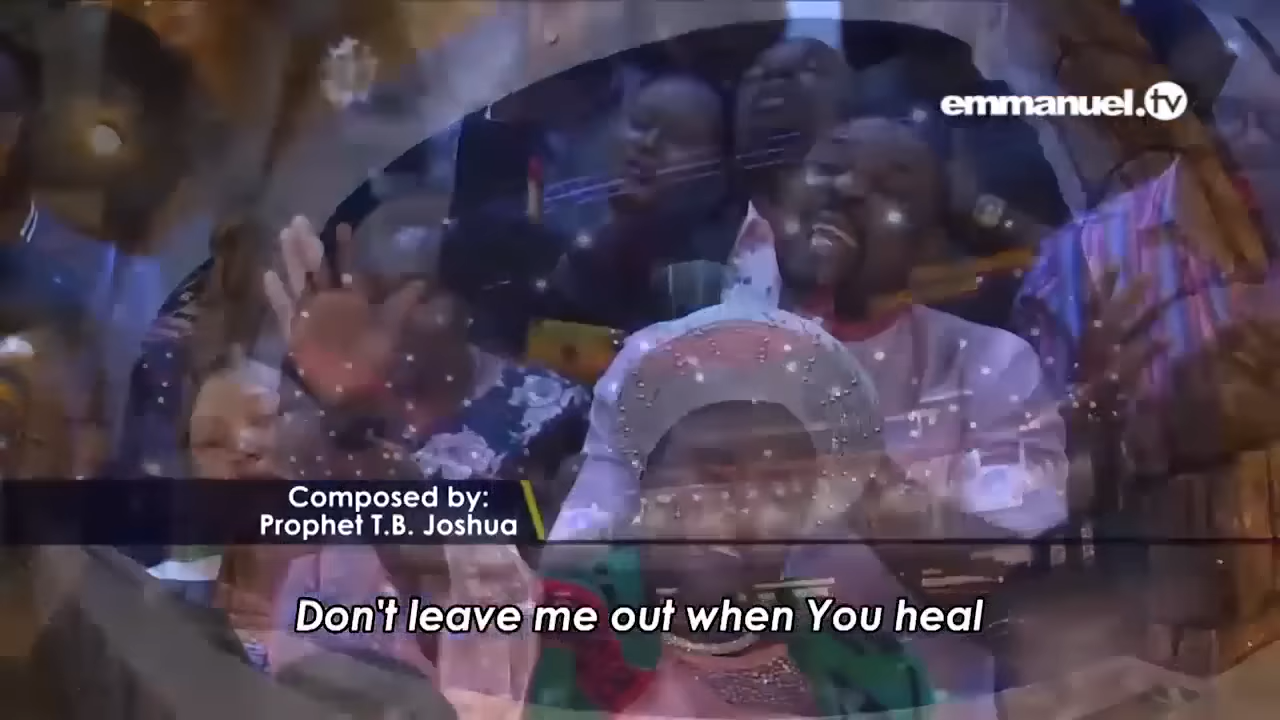 emmanuel.tv
Composed by:
Prophet T.B. Joshua
Don't leave me out when You heal